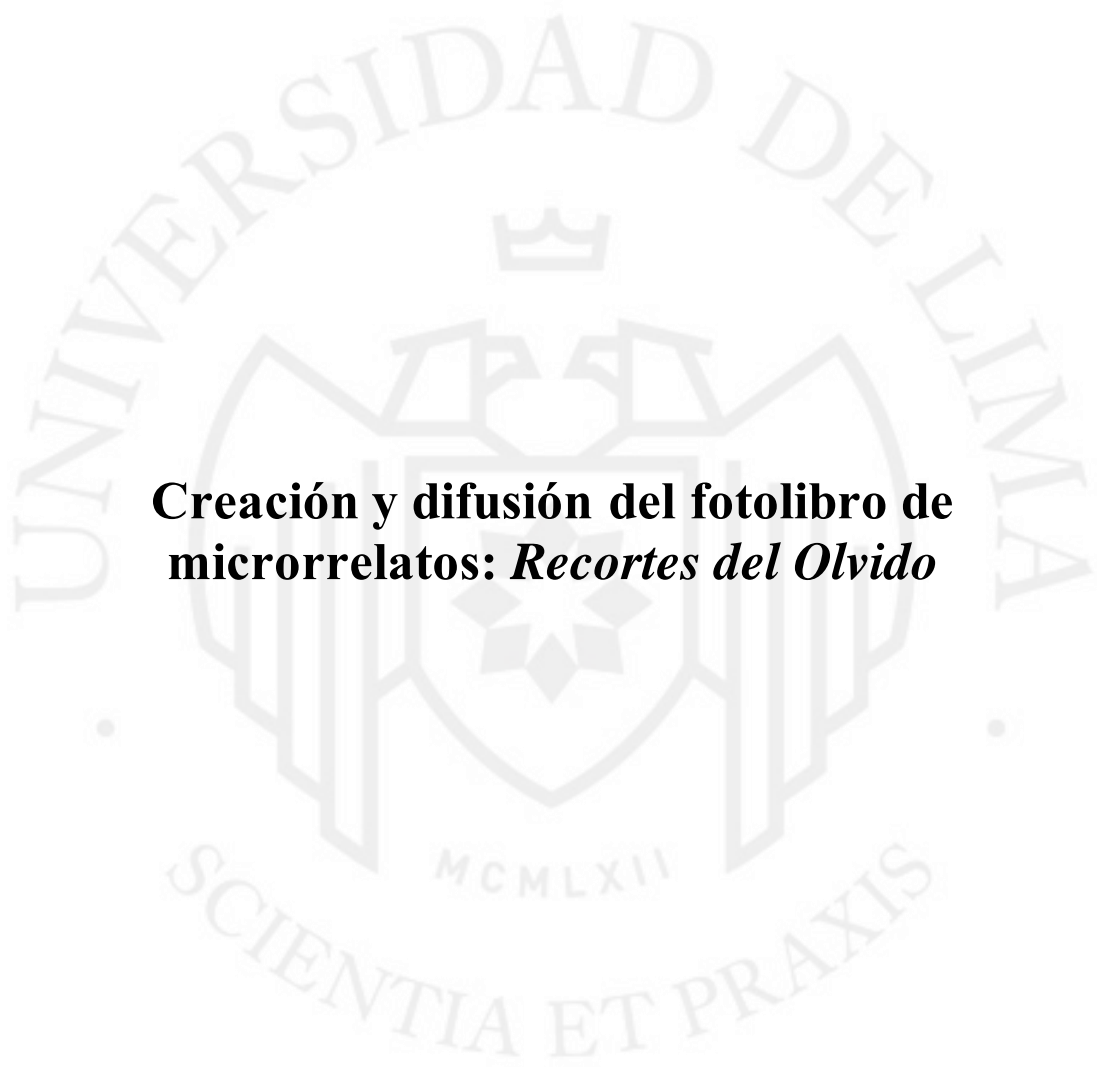 UNIVERSIDAD DE LIMA
Creación y difusión del fotolibro de
microrrelatos: Recortes del Olvido
MCMLXII
SCIENTIA ET PRAXIS